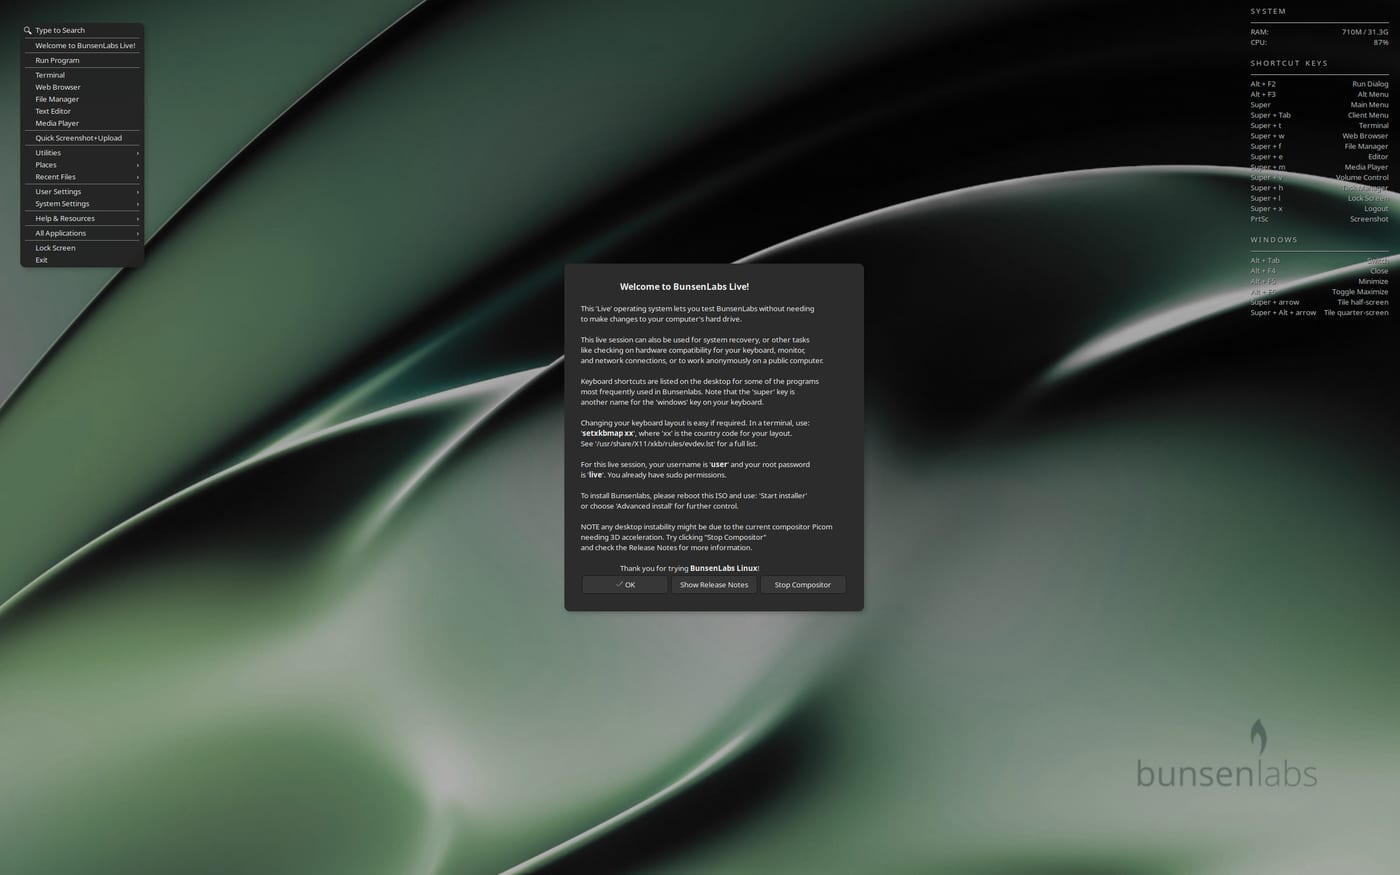 Type to Search
Welcome to BunsenLabs Live!
Run Program
Terminal
Web Browser
File Manager
Text Editor
Media Player
Quick Screenshot+Upload
Utilities ›
Places ›
Recent Files ›
User Settings ›
System Settings ›
Help & Resources ›
All Applications ›
Lock Screen
Exit
Welcome to BunsenLabs Live!
This 'Live' operating system lets you test BunsenLabs without needing
to make changes to your computer's hard drive.
This live session can also be used for system recovery, or other tasks
like checking on hardware compatibility for your keyboard, monitor,
and network connections, or to work anonymously on a public computer.
Keyboard shortcuts are listed on the desktop for some of the programs
most frequently used in Bunsenlabs. Note that the 'super' key is
another name for the 'windows' key on your keyboard.
Changing your keyboard layout is easy if required. In a terminal, use:
'setxkbmap xx', where 'xx' is the country code for your layout.
See '/usr/share/X11/xkb/rules/evdev.lst' for a full list.
For this live session, your username is 'user' and your root password
is 'live'. You already have sudo permissions.
To install Bunsenlabs, please reboot this ISO and use: 'Start installer'
or choose 'Advanced install' for further control.
NOTE any desktop instability might be due to the current compositor Picom
needing 3D acceleration. Try clicking "Stop Compositor"
and check the Release Notes for more information.
Thank you for trying BunsenLabs Linux!
OK Show Release Notes Stop Compositor
SYSTEM
RAM: 710M / 31.3G
CPU: 87%
SHORTCUT KEYS
Alt + F2 Run Dialog
Alt + F3 Alt Menu
Super Main Menu
Super + Tab Client Menu
Super + t Terminal
Super + w Web Browser
Super + f File Manager
Super + e Editor
Super + m Media Player
Super + v Volume Control
Super + h Task Manager
Super + l Lock Screen
Super + x Logout
PrtSc Screenshot
WINDOWS
Alt + Tab Switch
Alt + F4 Close
Alt + F5 Minimize
Toggle Maximize
Super + arrow Tile half-screen
Super + Alt + arrow Tile quarter-screen
bunsenlabs